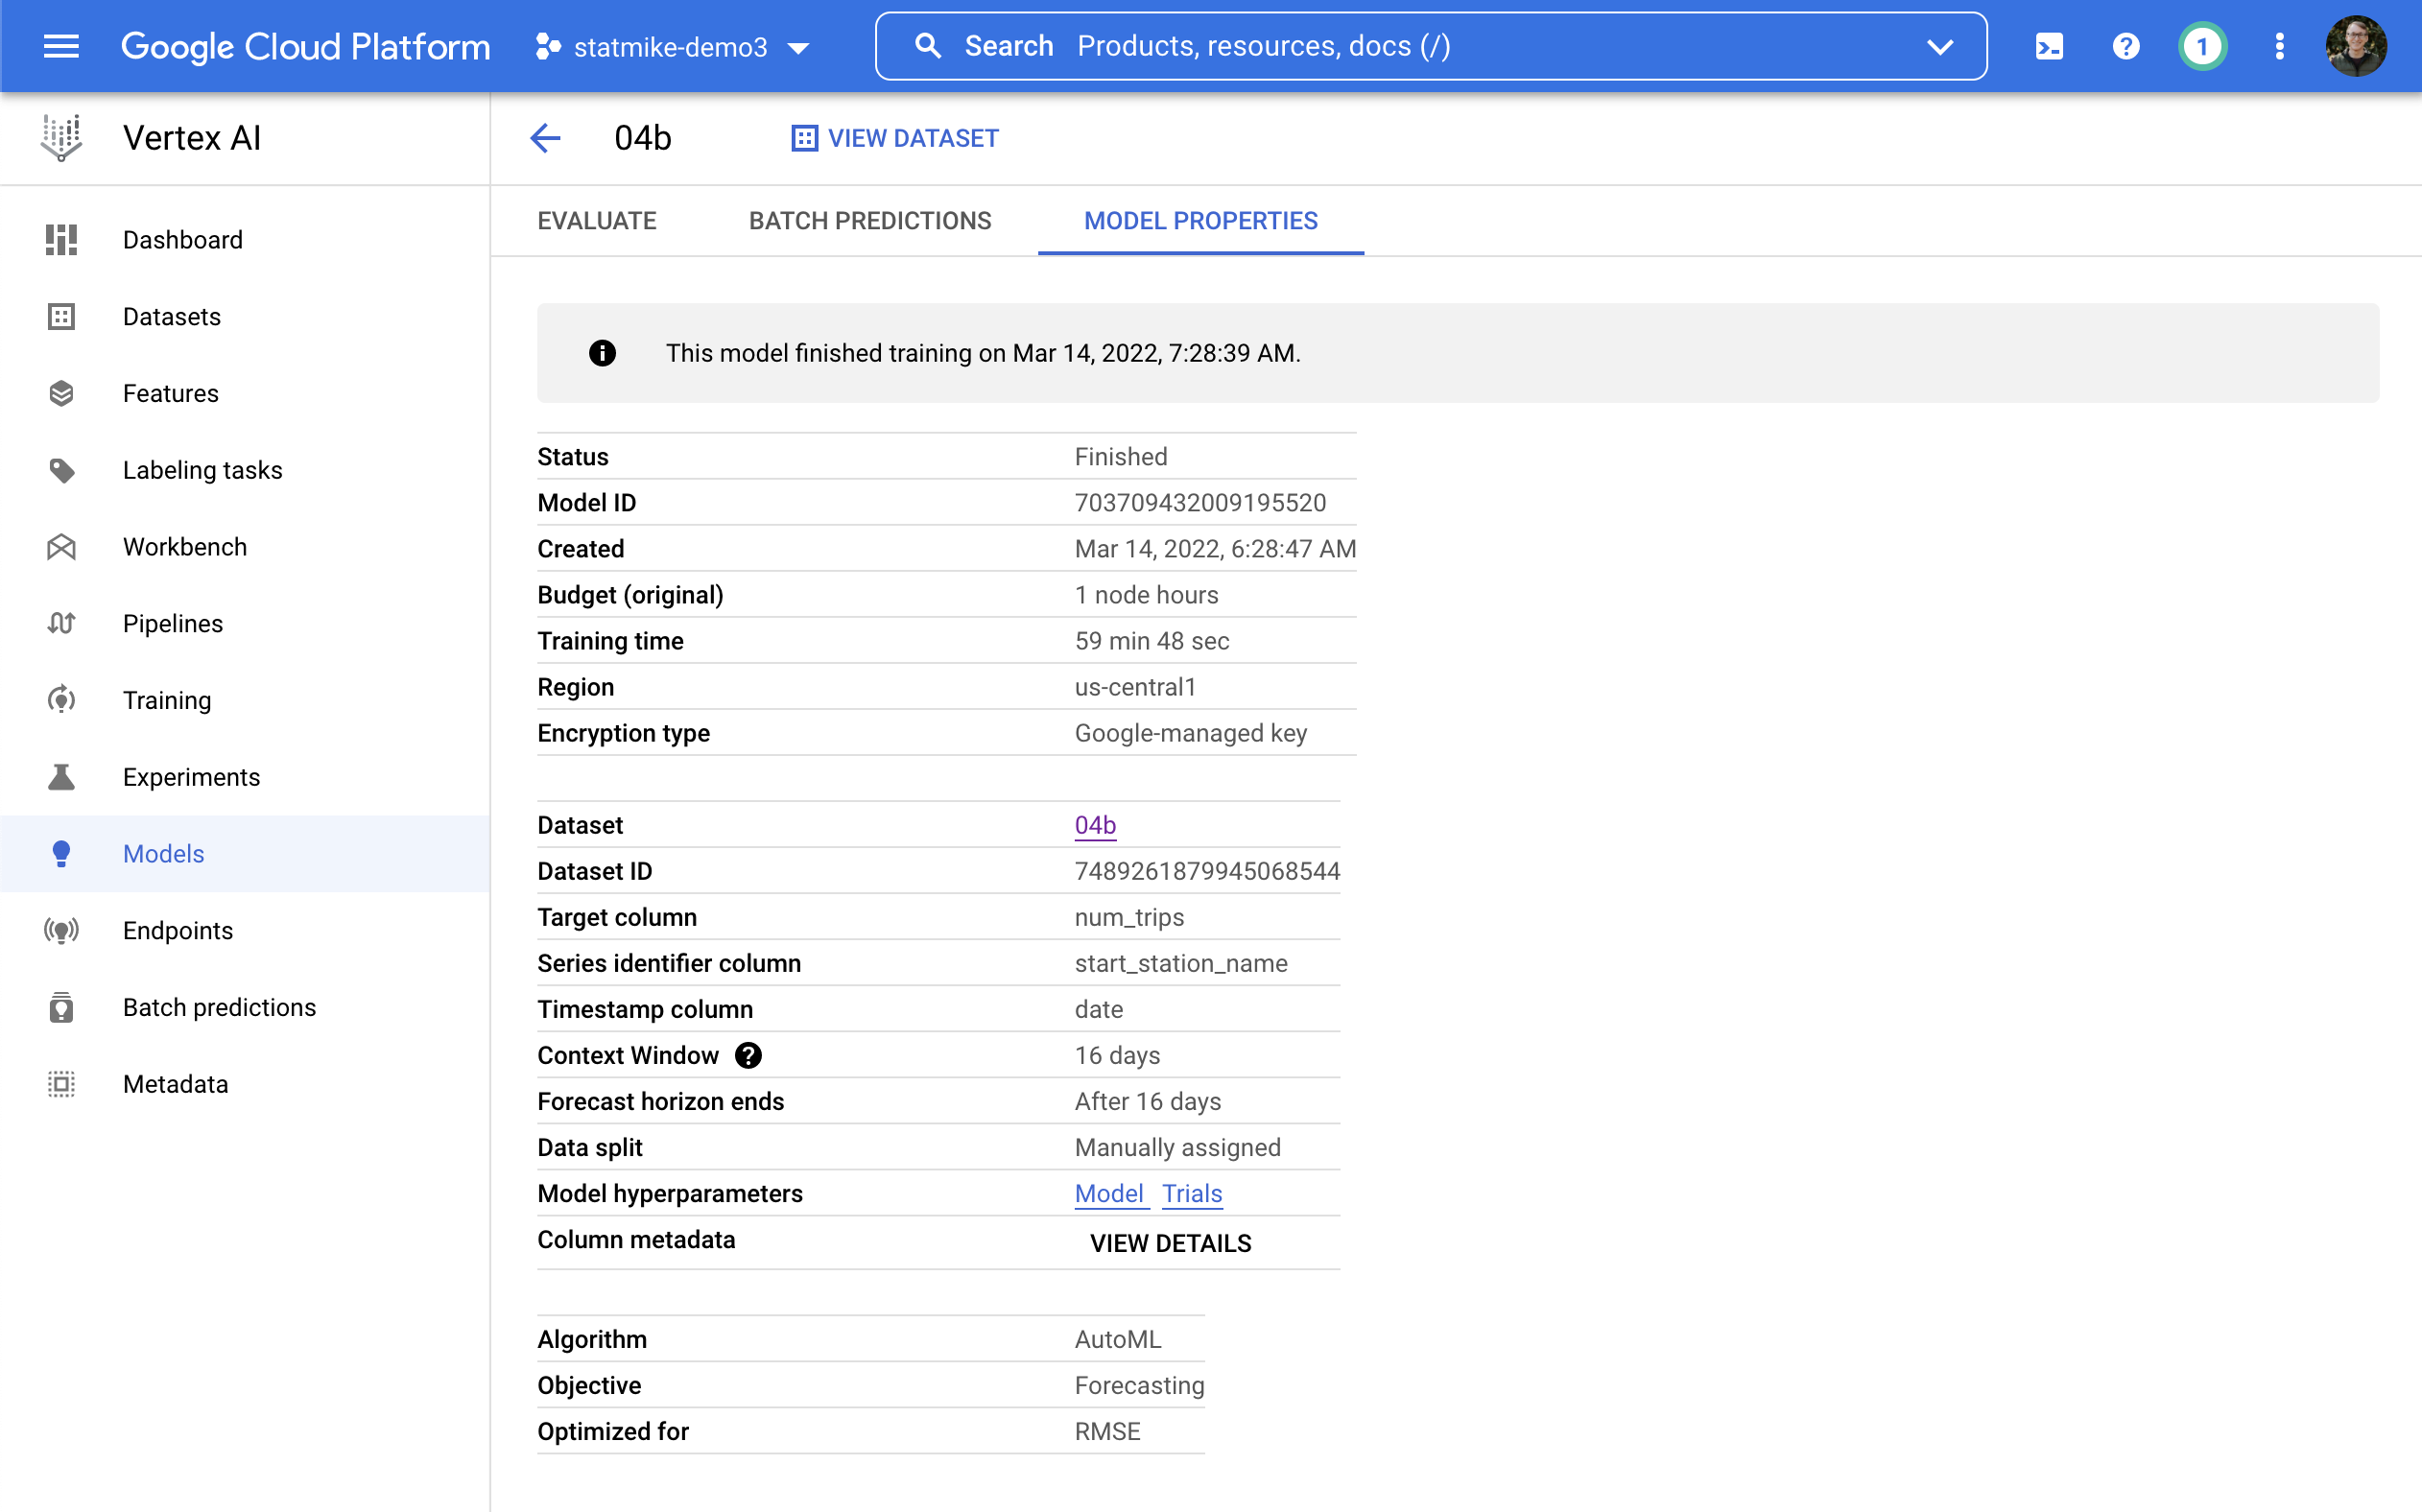 Google Cloud Platform
statmike-demo3
Search Products, resources, docs (/)
1
Vertex AI
04b
VIEW DATASET
Dashboard
Datasets
Features
Labeling tasks
Workbench
Pipelines
Training
Experiments
Models
Endpoints
Batch predictions
Metadata
EVALUATE BATCH PREDICTIONS MODEL PROPERTIES
This model finished training on Mar 14, 2022, 7:28:39 AM.
Status Finished
Model ID 703709432009195520
Created Mar 14, 2022, 6:28:47 AM
Budget (original) 1 node hours
Training time 59 min 48 sec
Region us-central1
Encryption type Google-managed key
Dataset 04b
Dataset ID 7489261879945068544
Target column num_trips
Series identifier column start_station_name
Timestamp column date
Context Window 16 days
Forecast horizon ends After 16 days
Data split Manually assigned
Model hyperparameters Model Trials
Column metadata VIEW DETAILS
Algorithm AutoML
Objective Forecasting
Optimized for RMSE